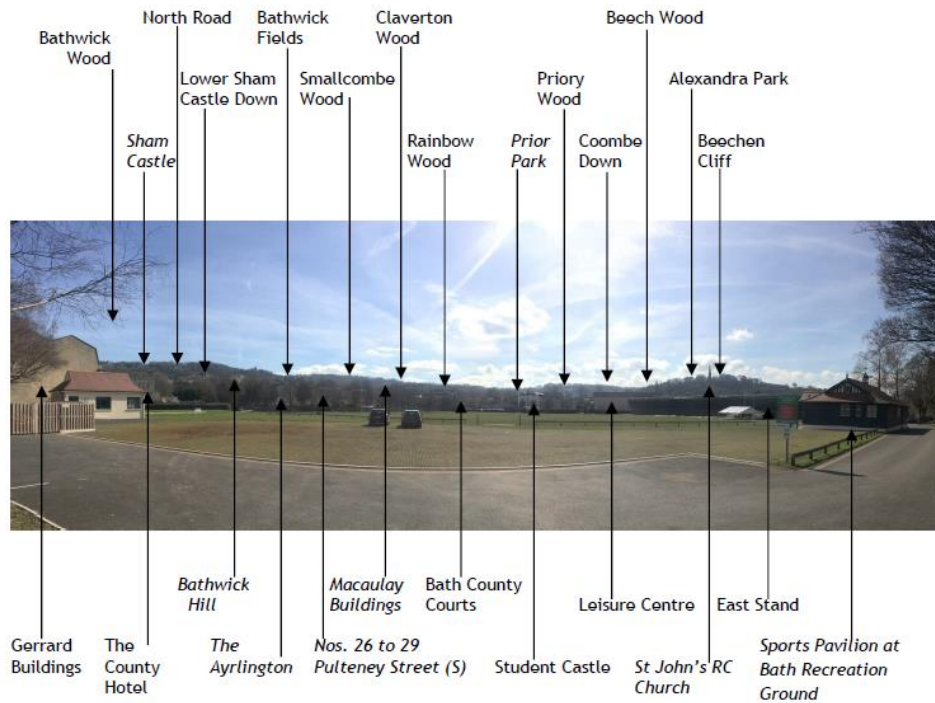 North Road
Bathwick
Fields
Claverton
Wood
Beech Wood
Bathwick
Wood
Lower Sham
Castle Down
Smallcombe
Wood
Priory
Wood
Alexandra Park
Sham
Castle
Rainbow
Wood
Prior
Park
Coombe
Down
Beechen
Cliff
Gerrard
Buildings
The
County
Hotel
Bathwick
Hill
The
Ayrlington
Nos. 26 to 29
Pulteney Street (S)
Macaulay
Buildings
Bath County
Courts
Student Castle
Leisure Centre
St John's RC
Church
East Stand
Sports Pavilion at
Bath Recreation
Ground